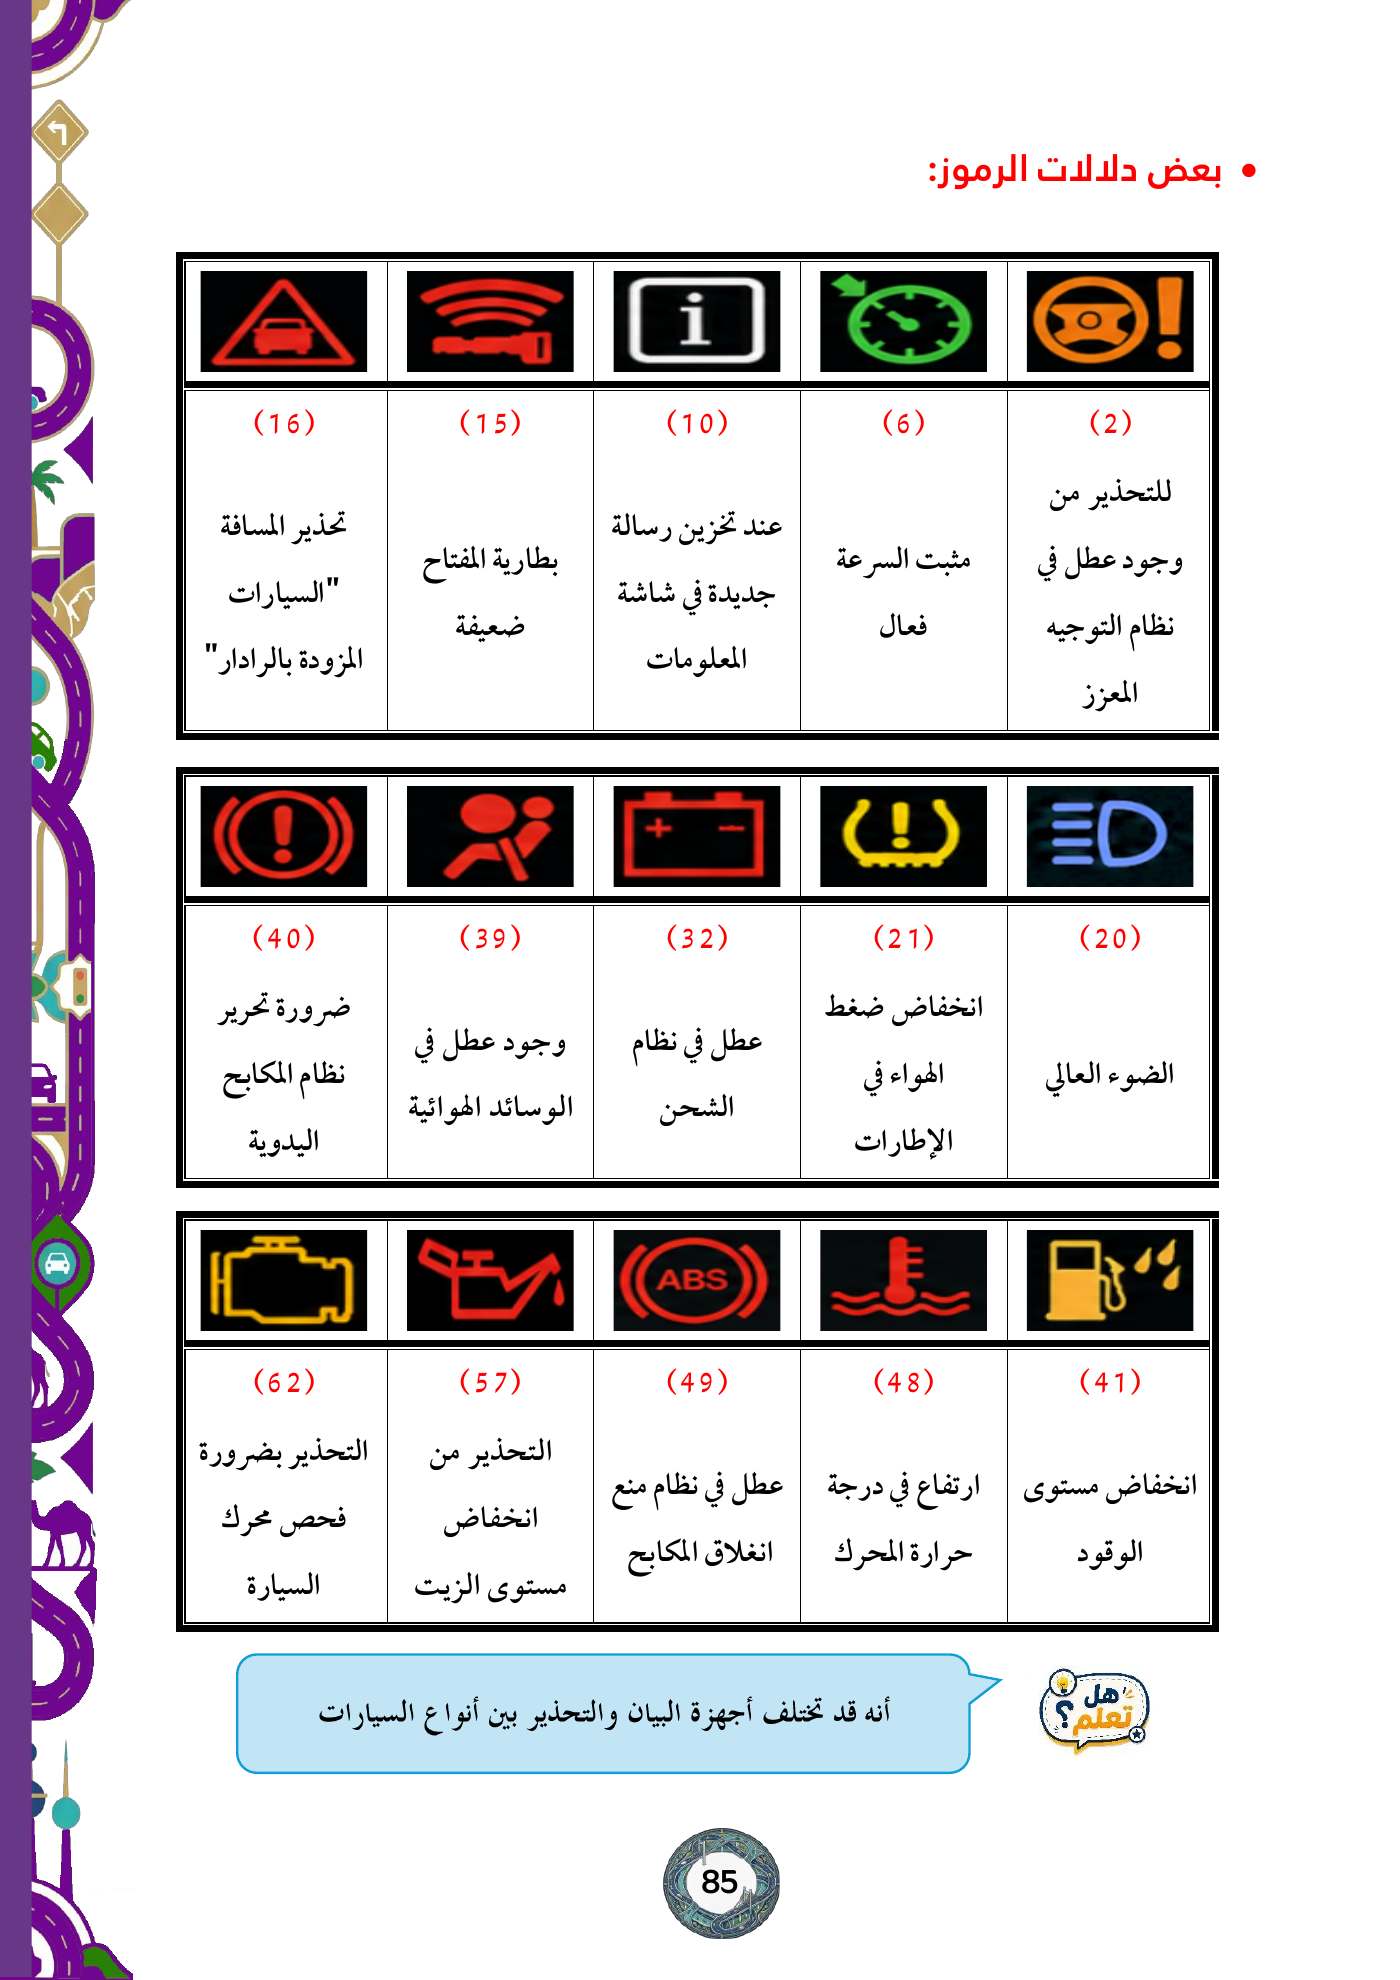 • بعض دلالات الرموز:
i
(2)
للتحذير من
وجود عطل في
نظام التوجيه
المعزز
(6)
مثبت السرعة
فعال
(10)
عند تخزين رسالة
جديدة في شاشة
المعلومات
(15)
بطارية المفتاح
ضعيفة
(16)
تحذير المسافة
"السيارات
المزودة بالرادار"
(20)
الضوء العالي
(21)
انخفاض ضغط
الهواء في
الإطارات
(32)
عطل في نظام
الشحن
(39)
وجود عطل في
الوسائد الهوائية
(40)
ضرورة تحرير
نظام المكابح
اليدوية
ABS
(41)
انخفاض مستوى
الوقود
(48)
ارتفاع في درجة
حرارة المحرك
(49)
عطل في نظام منع
انغلاق المكابح
(57)
التحذير من
انخفاض
مستوى الزيت
(62)
التحذير بضرورة
فحص محرك
السيارة
هل
تعلم؟
أنه قد تختلف أجهزة البيان والتحذير بين أنواع السيارات
85